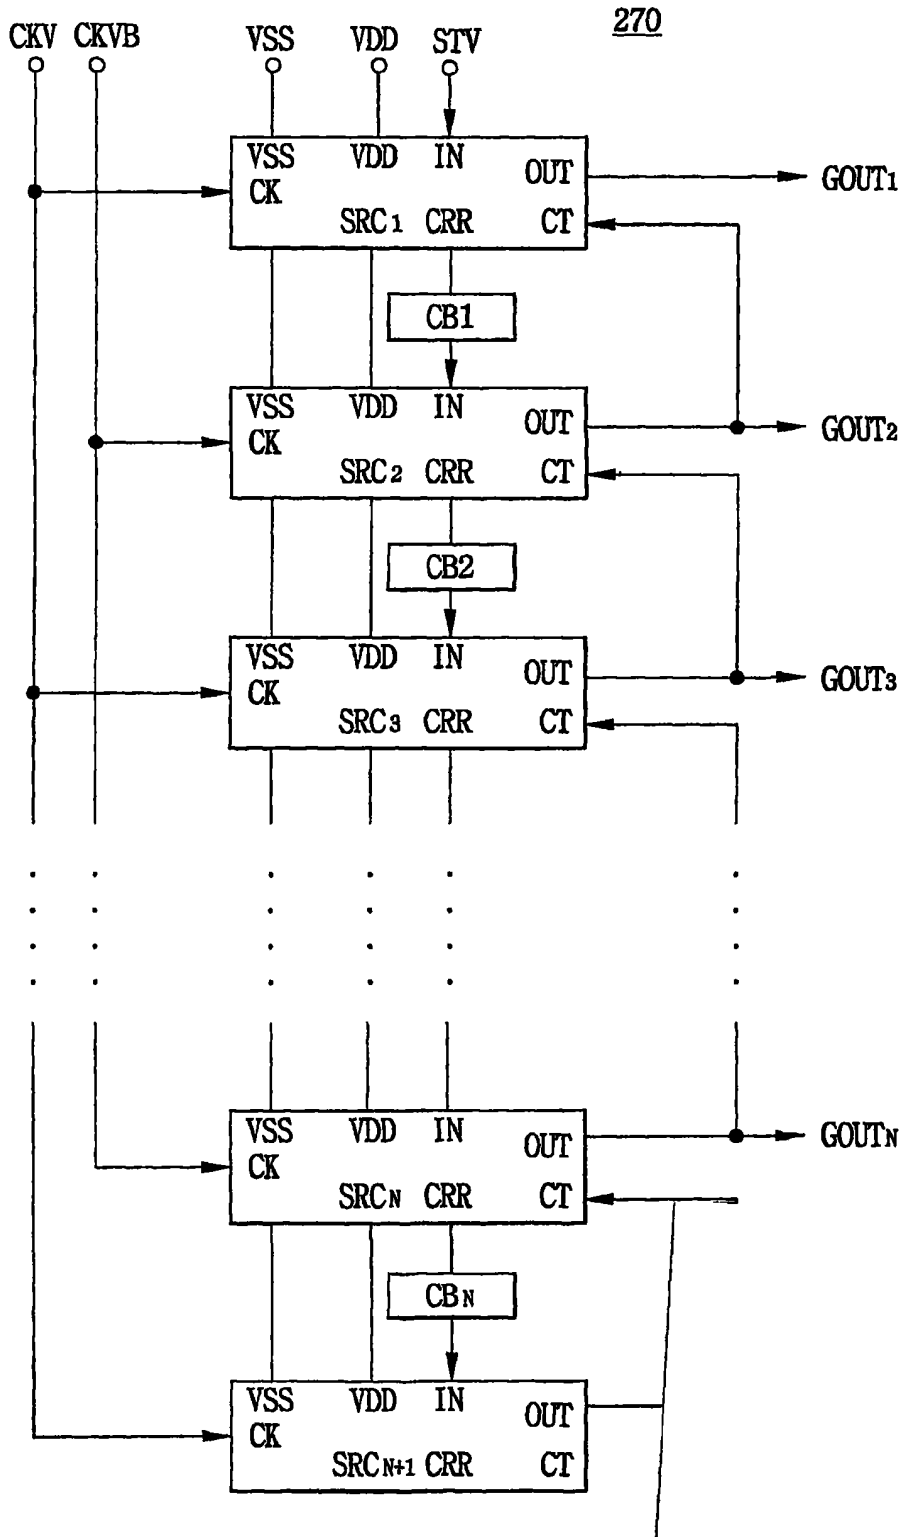 270
CKV CKVB VSS VDD STV
VSS VDD IN
OUT GOUT1
CK
SRC1 CRR CT
CB1
VSS VDD IN
OUT GOUT2
CK
SRC2 CRR CT
CB2
VSS VDD IN
OUT GOUT3
CK
SRC3 CRR CT
VSS VDD IN
OUT GOUTN
CK
SRCN CRR CT
CBN
VSS VDD IN
OUT
CK
SRCN+1 CRR CT